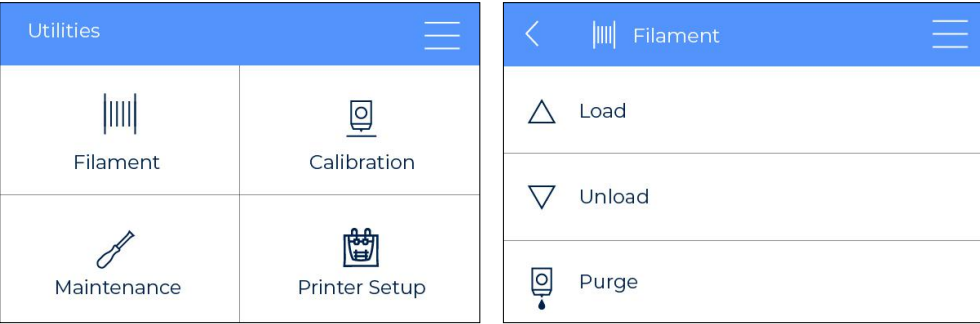 Utilities
Filament
Calibration
Maintenance
Printer Setup
Filament
Load
Unload
Purge